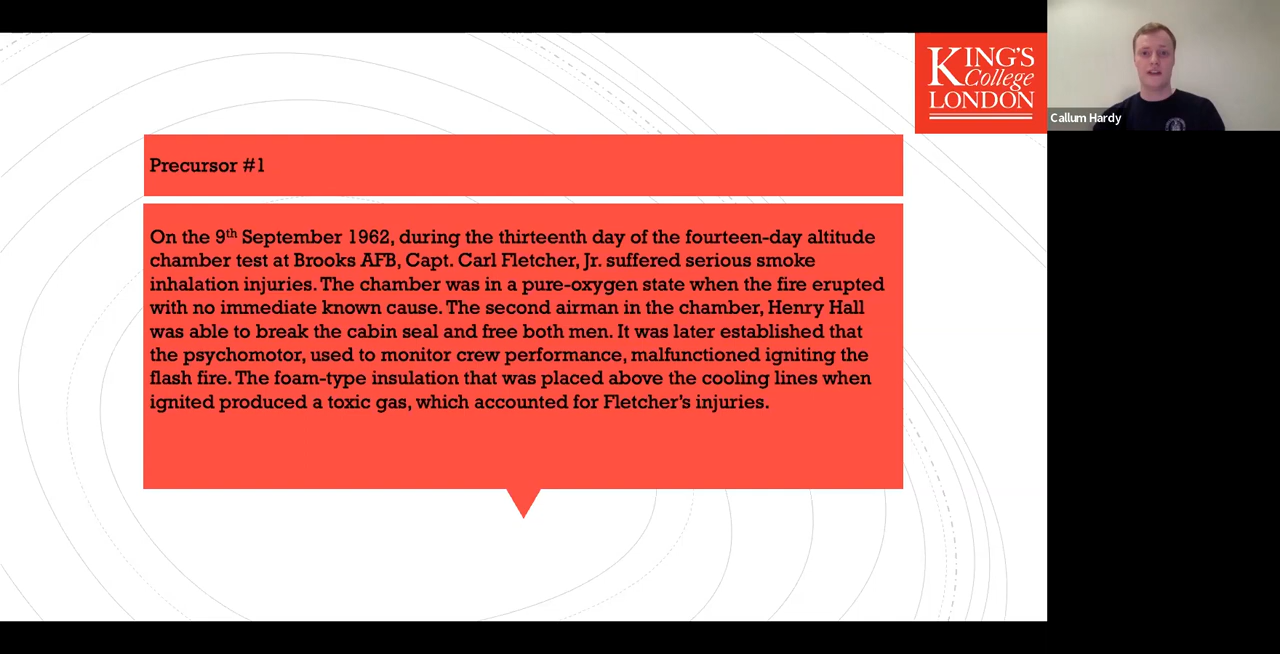 KING'S
College
LONDON
Callum Hardy
Precursor #1
On the 9th September 1962, during the thirteenth day of the fourteen-day altitude
chamber test at Brooks AFB, Capt. Carl Fletcher, Jr. suffered serious smoke
inhalation injuries. The chamber was in a pure-oxygen state when the fire erupted
with no immediate known cause. The second airman in the chamber, Henry Hall
was able to break the cabin seal and free both men. It was later established that
the psychomotor, used to monitor crew performance, malfunctioned igniting the
flash fire. The foam-type insulation that was placed above the cooling lines when
ignited produced a toxic gas, which accounted for Fletcher's injuries.